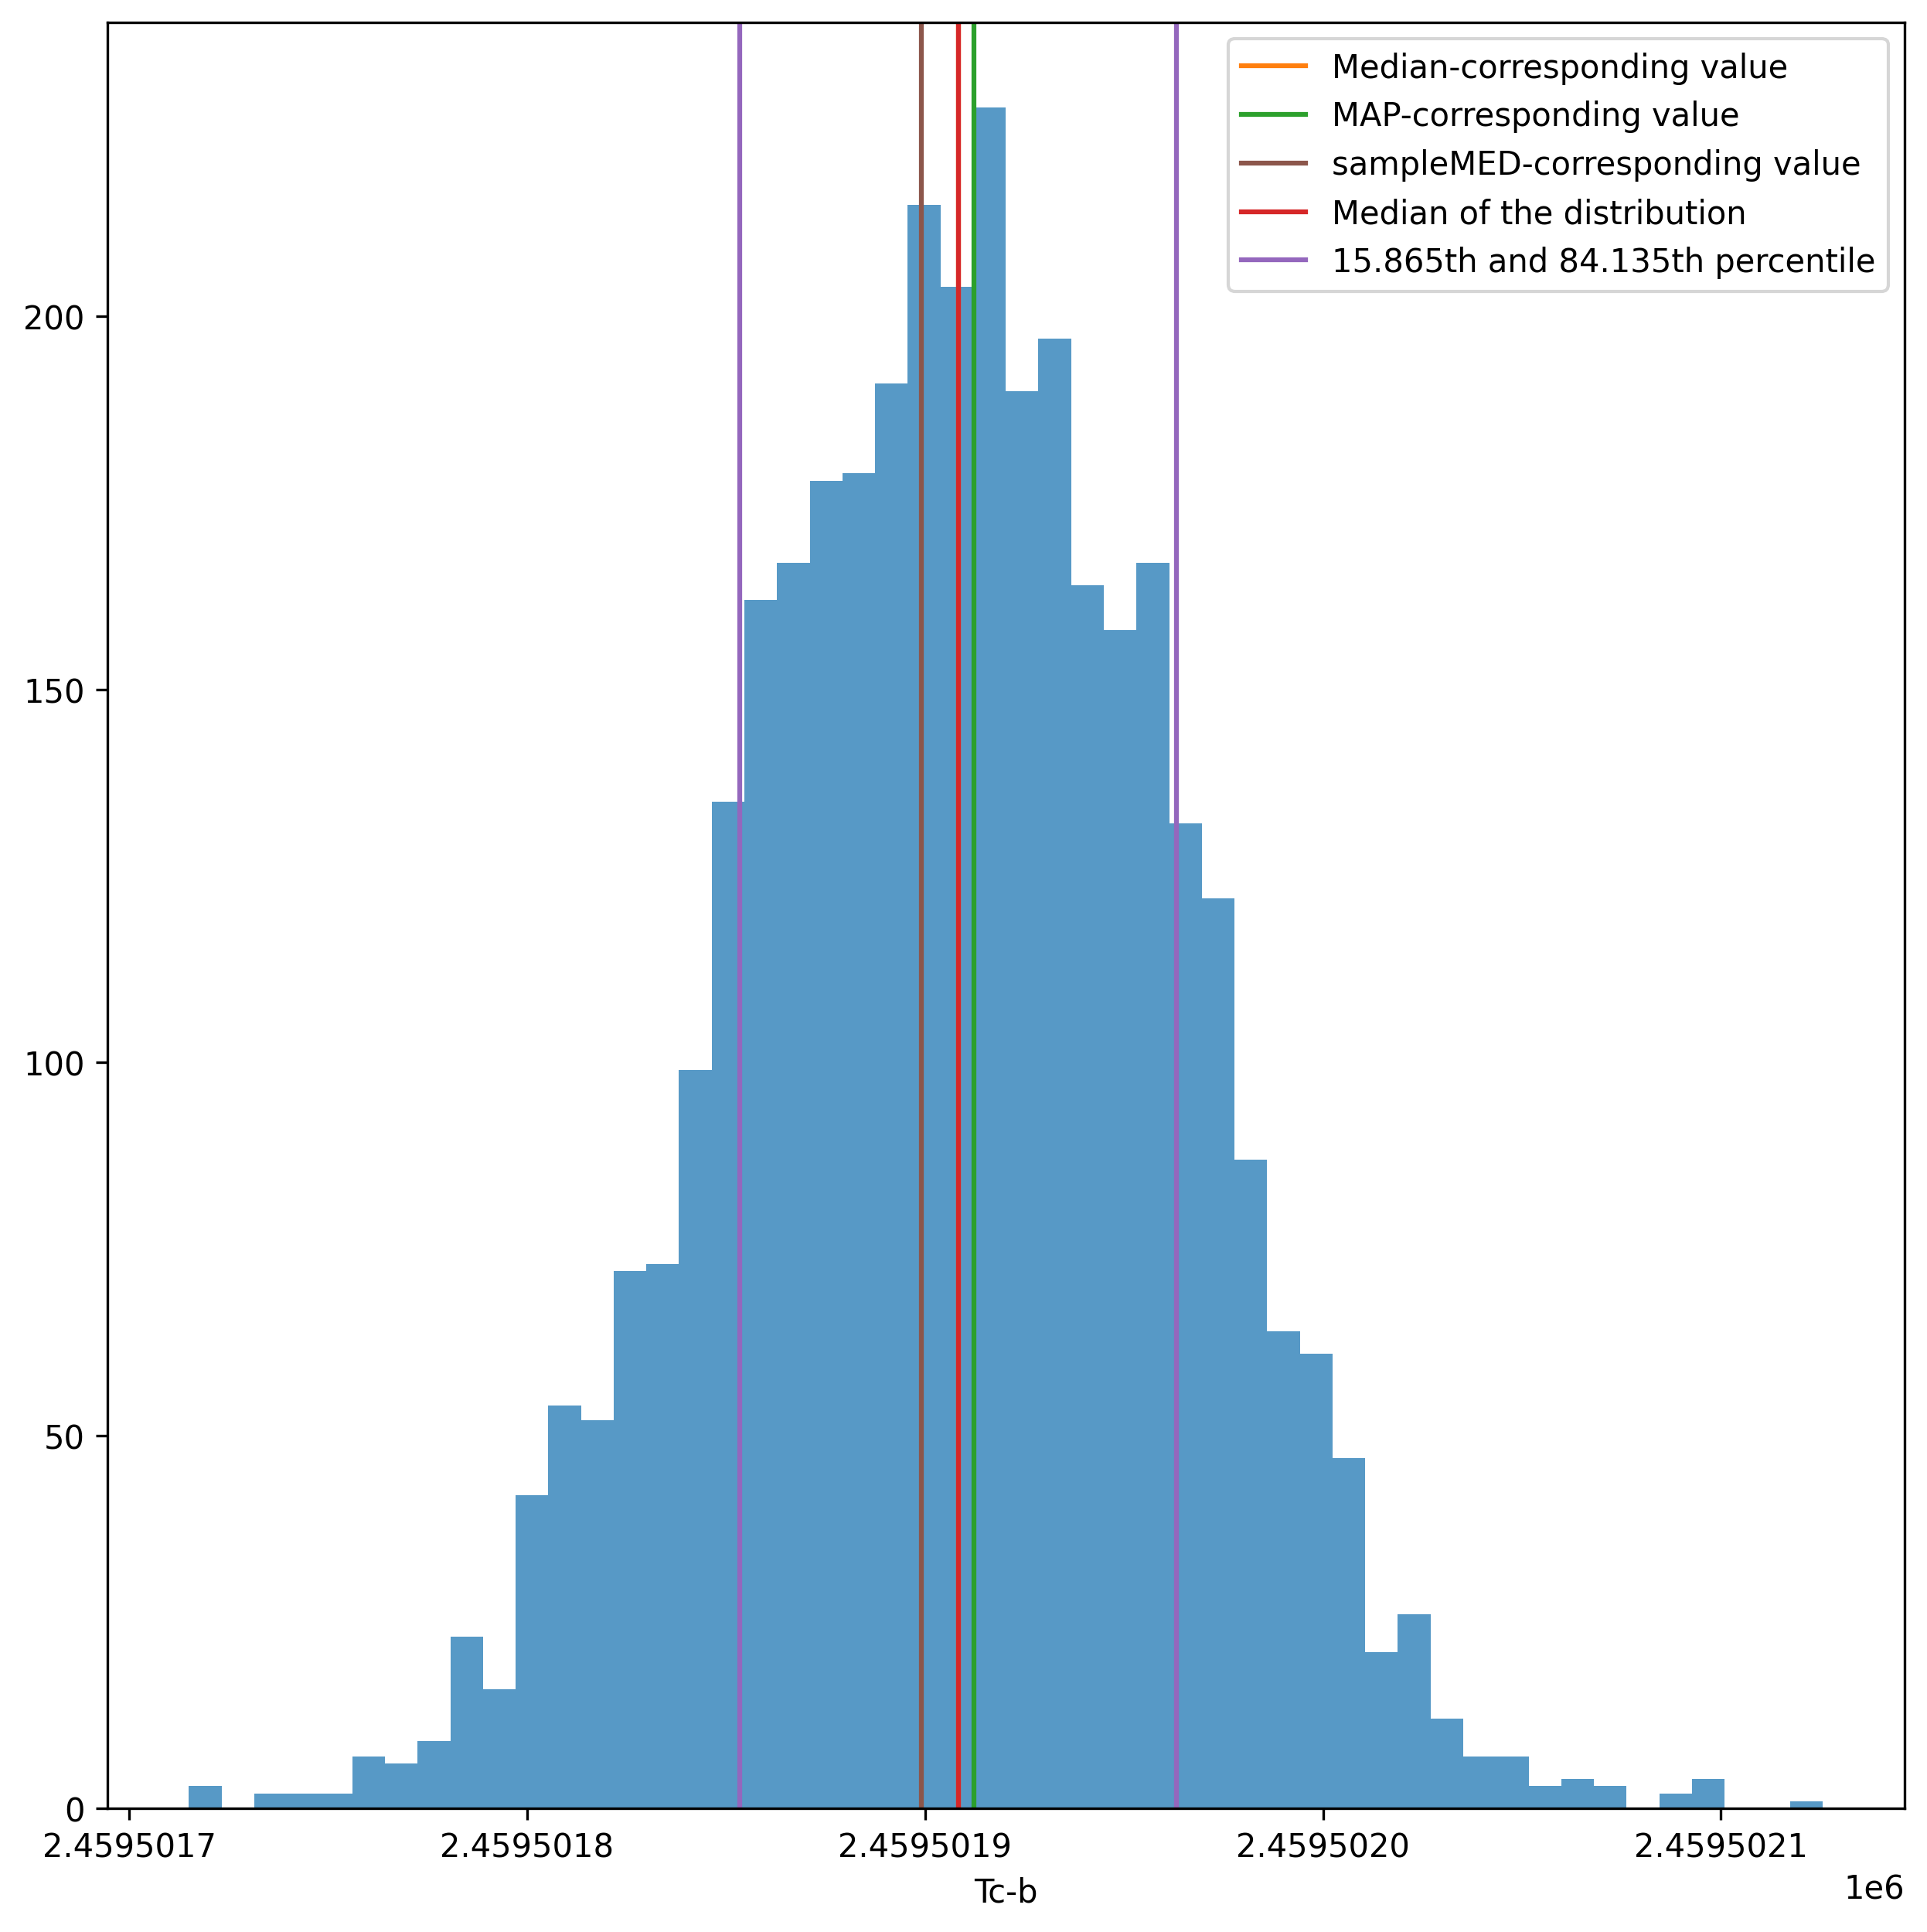 Median-corresponding value
MAP-corresponding value
sampleMED-corresponding value
Median of the distribution
15.865th and 84.135th percentile
200
150
100
50
0
2.4595017 2.4595018 2.4595019 2.4595020 2.4595021
Tc-b
1e6